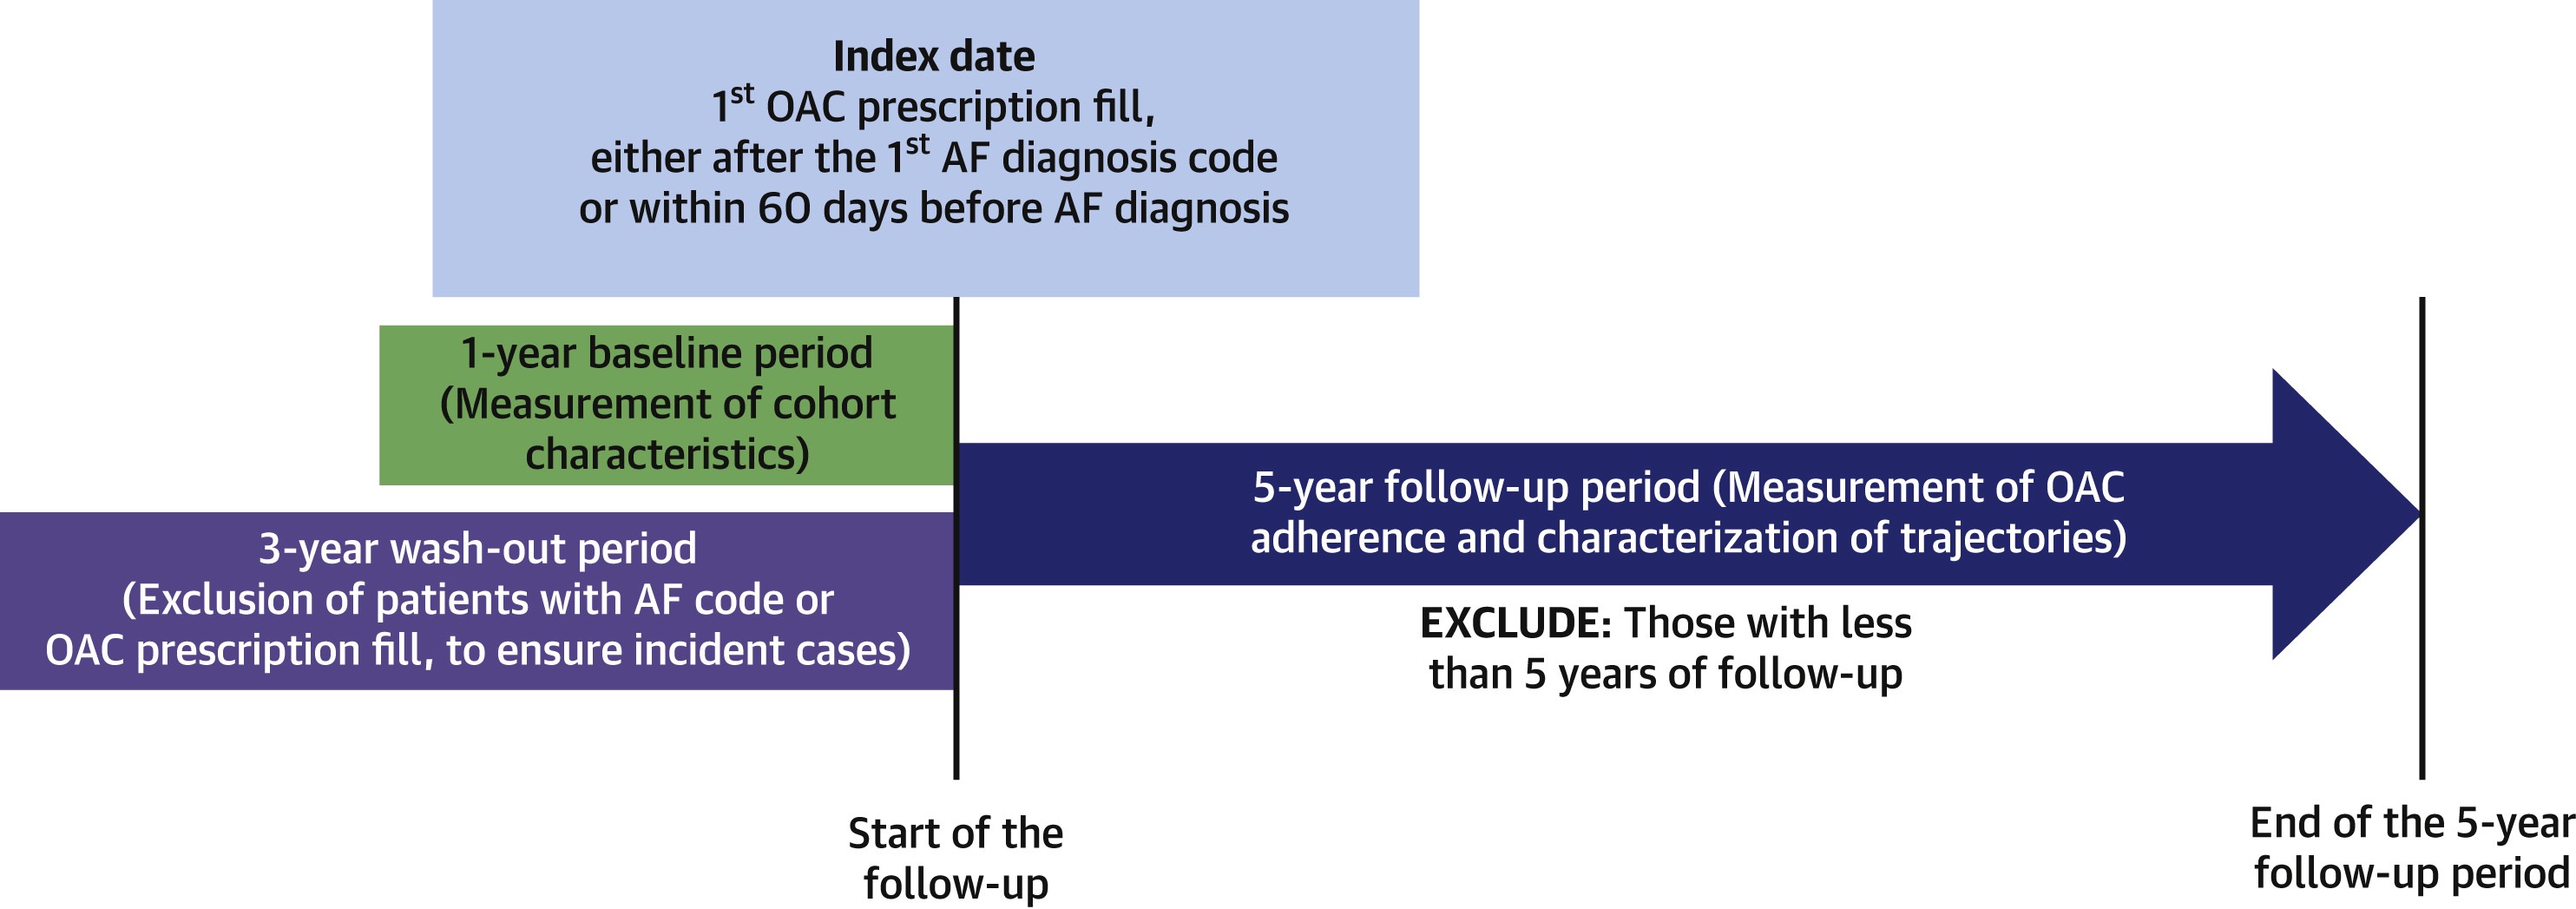 Index date
1st OAC prescription fill,
either after the 1st AF diagnosis code
or within 60 days before AF diagnosis
1-year baseline period
(Measurement of cohort
characteristics)
3-year wash-out period
(Exclusion of patients with AF code or
OAC prescription fill, to ensure incident cases)
5-year follow-up period (Measurement of OAC
adherence and characterization of trajectories)
EXCLUDE: Those with less
than 5 years of follow-up
Start of the
follow-up
End of the 5-year
follow-up period